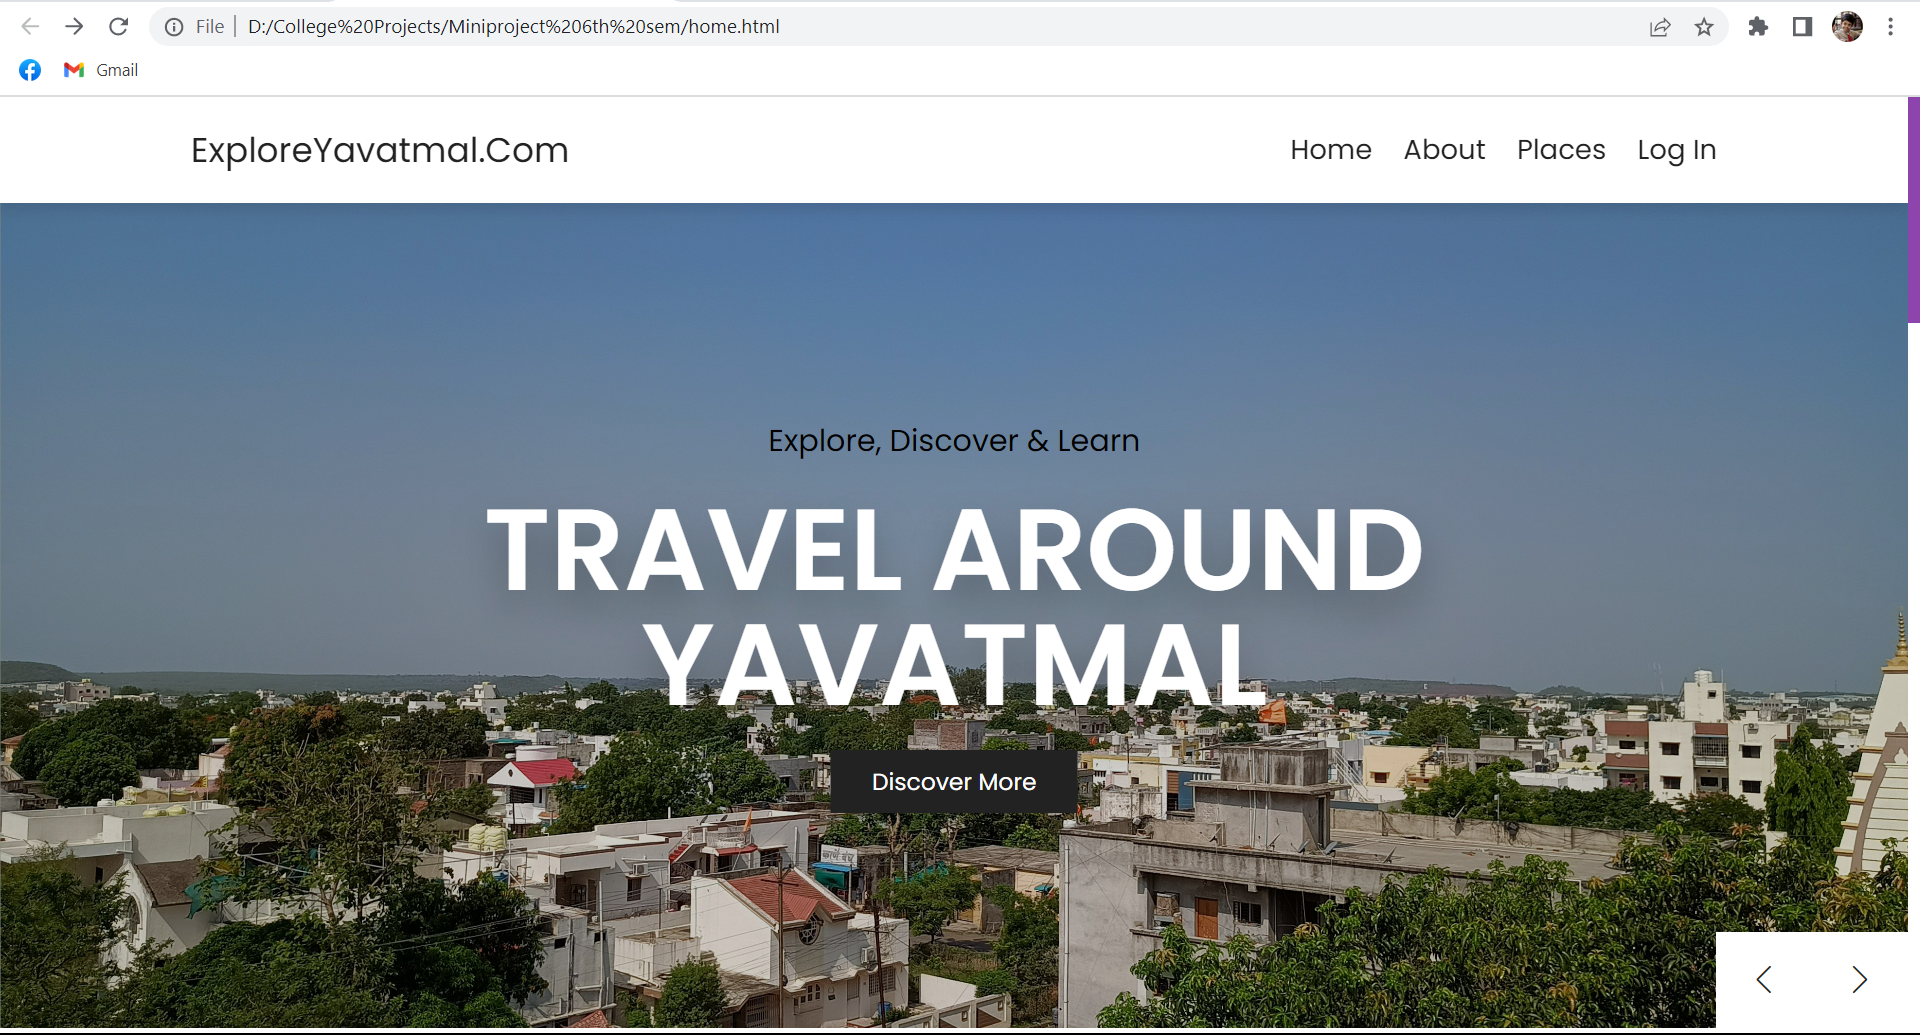 File
D:/College%20Projects/Miniproject%206th%20sem/home.html
Gmail
ExploreYavatmal.Com
Home About Places Log In
Explore, Discover & Learn
TRAVEL AROUND
YAVATMAL
Discover More